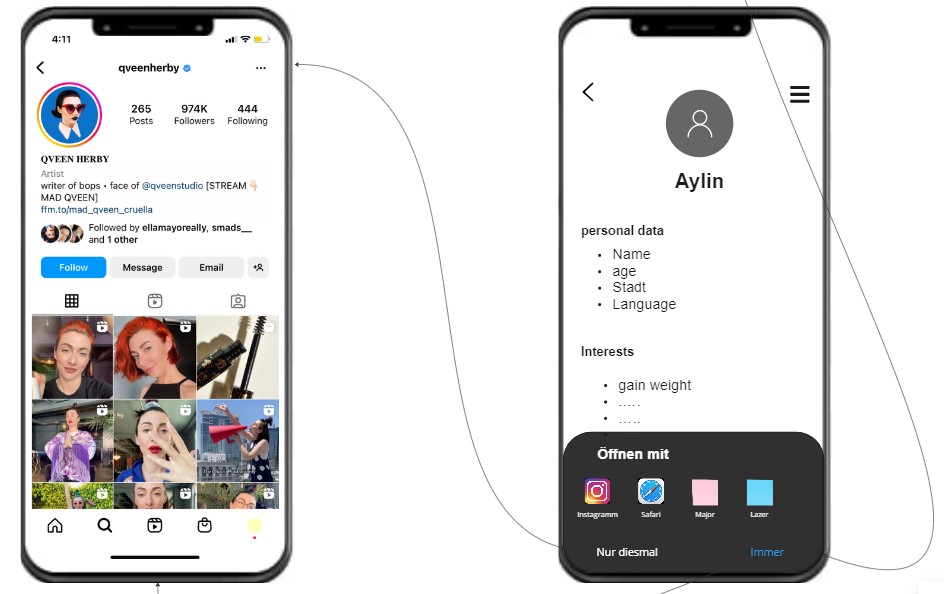 4:11
qveenherby
265 974K 444
Posts Followers Following
QVEEN HERBY
Artist
writer of bops • face of @qveenstudio [STREAM 👇🏻
MAD QVEEN]
ffm.to/mad_qveen_cruella
Followed by ellamayoreally, smads__
and 1 other
Follow Message Email
Aylin
personal data
• Name
• age
• Stadt
• Language
Interests
• gain weight
• .....
• .....
• .....
Öffnen mit
Instagramm Safari Major Lazer
Nur diesmal Immer